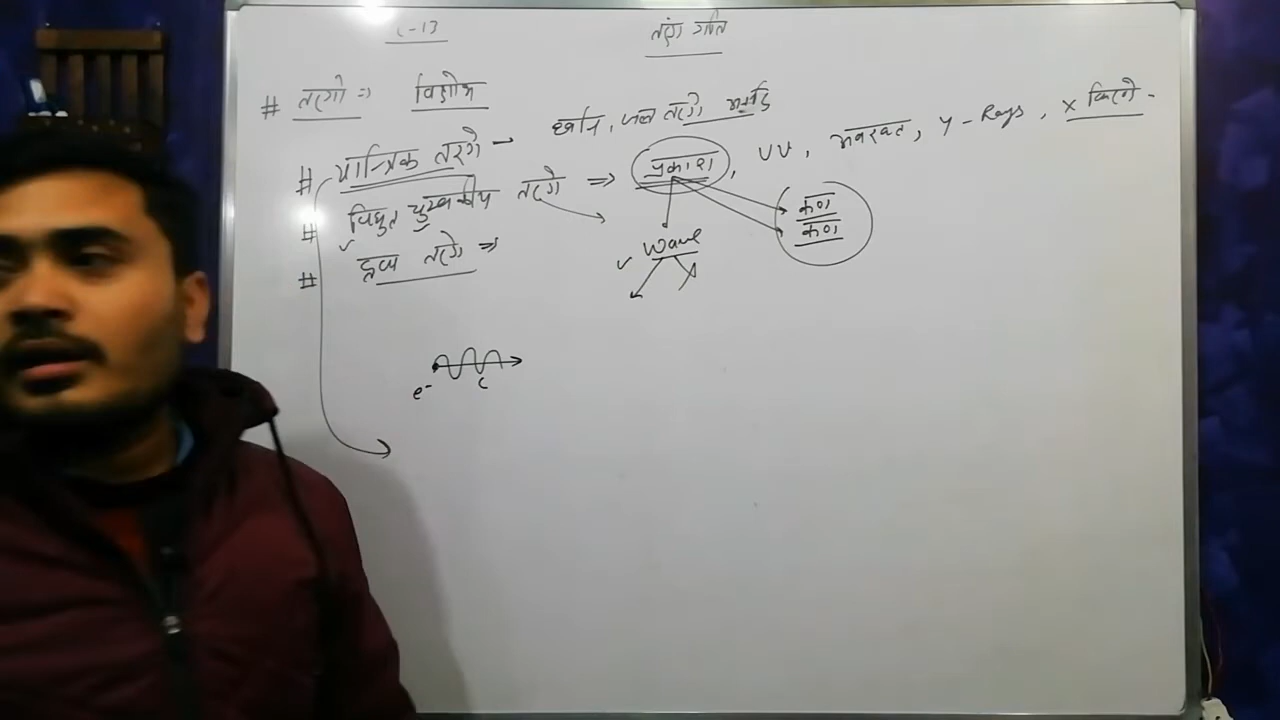 L-13
तरंग गति
# तरंगे ⇒ विक्षोभ
# यान्त्रिक तरंगे - ध्वनि, जल तरंगे
# विधुत चुम्बकीय तरंगे ⇒ प्रकाश, UV, अवरक्त, γ-Rays, X किरणे -
कण
कण
Wave
# द्रव्य तरंगे ⇒
e⁻